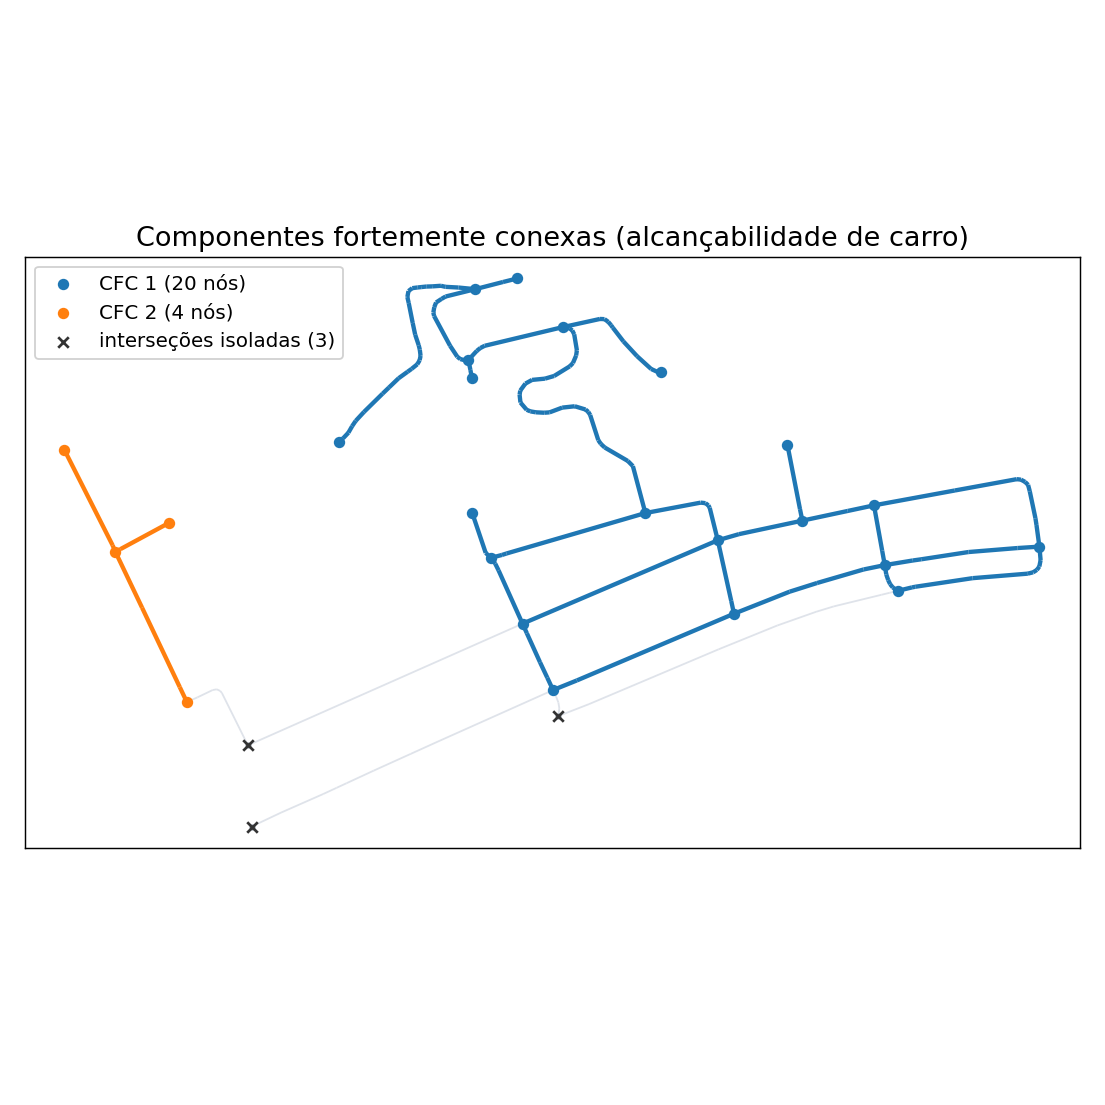 Componentes fortemente conexas (alcançabilidade de carro)
CFC 1 (20 nós)
CFC 2 (4 nós)
interseções isoladas (3)